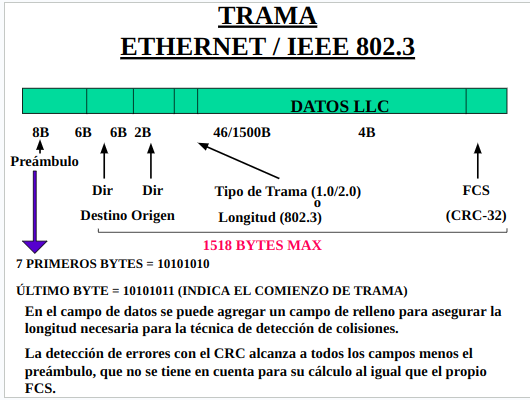 TRAMA
ETHERNET / IEEE 802.3
DATOS LLC
8B 6B 6B 2B 46/1500B 4B
Preámbulo
Dir Dir Tipo de Trama (1.0/2.0) FCS
o
Destino Origen Longitud (802.3) (CRC-32)
1518 BYTES MAX
7 PRIMEROS BYTES = 10101010
ÚLTIMO BYTE = 10101011 (INDICA EL COMIENZO DE TRAMA)
En el campo de datos se puede agregar un campo de relleno para asegurar la
longitud necesaria para la técnica de detección de colisiones.
La detección de errores con el CRC alcanza a todos los campos menos el
preámbulo, que no se tiene en cuenta para su cálculo al igual que el propio
FCS.